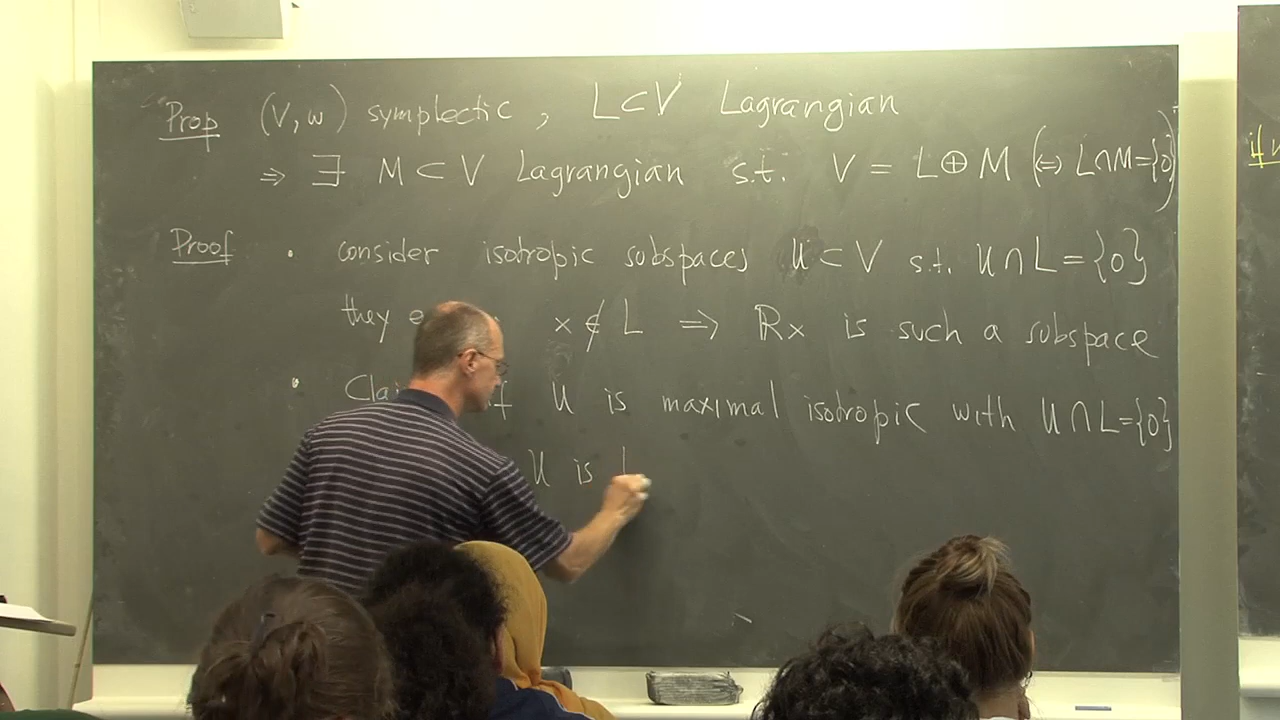 Prop (V, ω) symplectic, L⊂V Lagrangian
⇒ ∃ M⊂V Lagrangian s.t. V = L⊕M (⇔ L∩M={0})
Proof • consider isotropic subspaces U⊂V s.t. U∩L={0}
they x∉L ⇒ ℝx is such a subspace
• U is maximal isotropic with U∩L={0}
U is
if